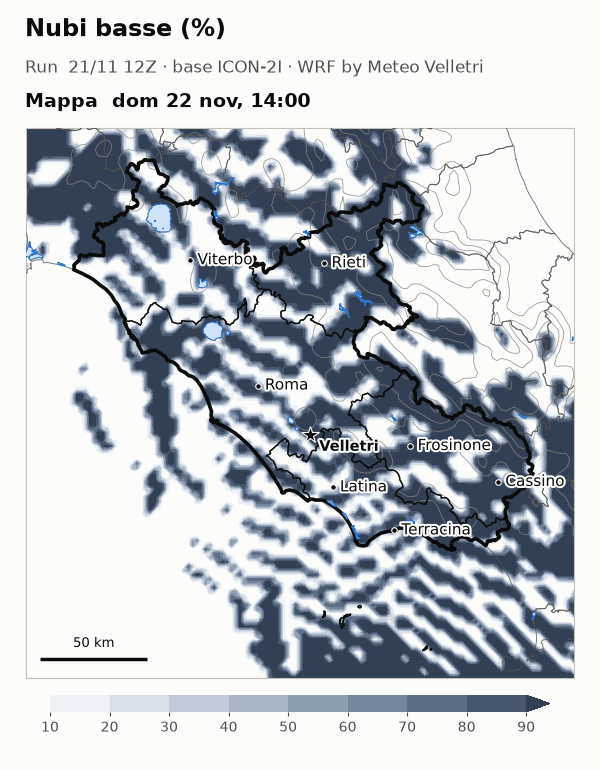 Nubi basse (%)
Run 21/11 12Z · base ICON-2I · WRF by Meteo Velletri
Mappa dom 22 nov, 14:00
Viterbo
Rieti
Roma
Velletri
Frosinone
Cassino
Latina
Terracina
50 km
10 20 30 40 50 60 70 80 90